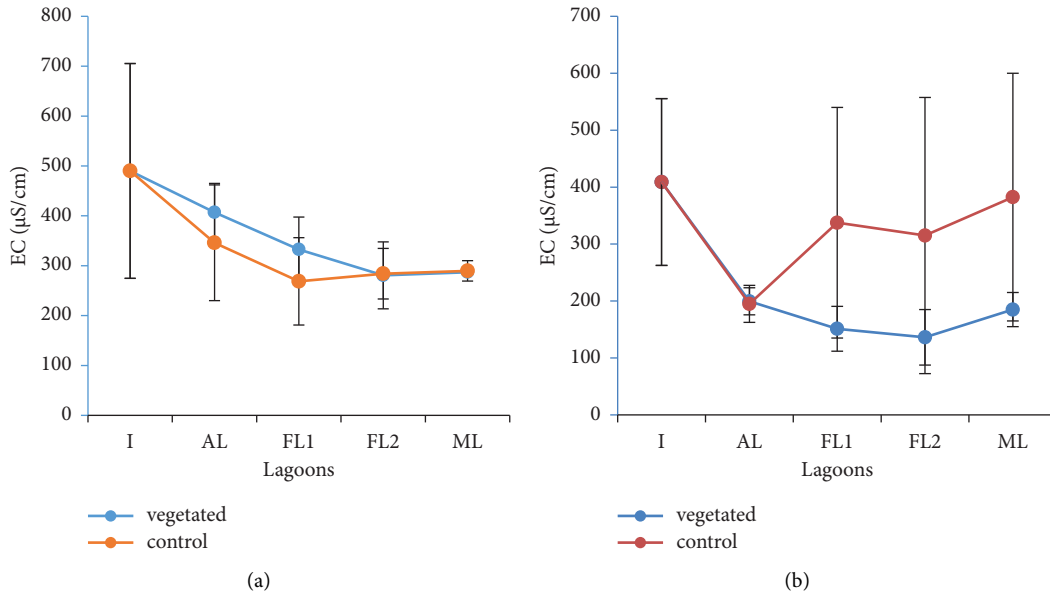 800
700
600
500
400
300
200
100
0
EC (µS/cm)
I AL FL1 FL2 ML
Lagoons
vegetated
control
(a)
700
600
500
400
300
200
100
0
EC (µS/cm)
I AL FL1 FL2 ML
Lagoons
vegetated
control
(b)